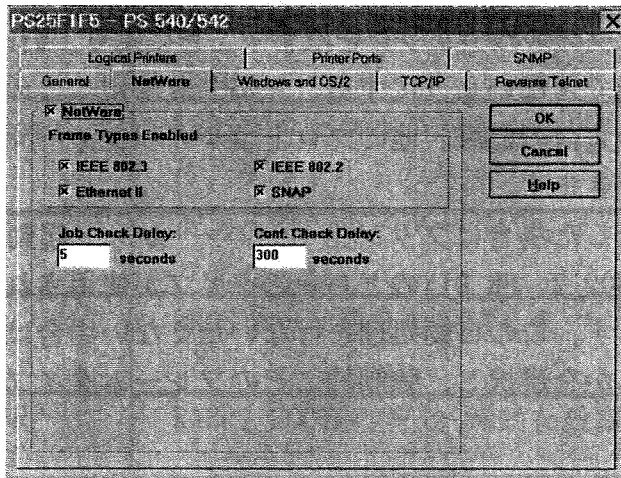 PS25F1F5 - PS 540/542
Logical Printers Printer Ports SNMP
General NetWare Windows and OS/2 TCP/IP Reverse Telnet
NetWare
Frame Types Enabled
IEEE 802.3 IEEE 802.2
Ethernet II SNAP
Job Check Delay: Conf. Check Delay:
5 seconds 300 seconds
OK
Cancel
Help